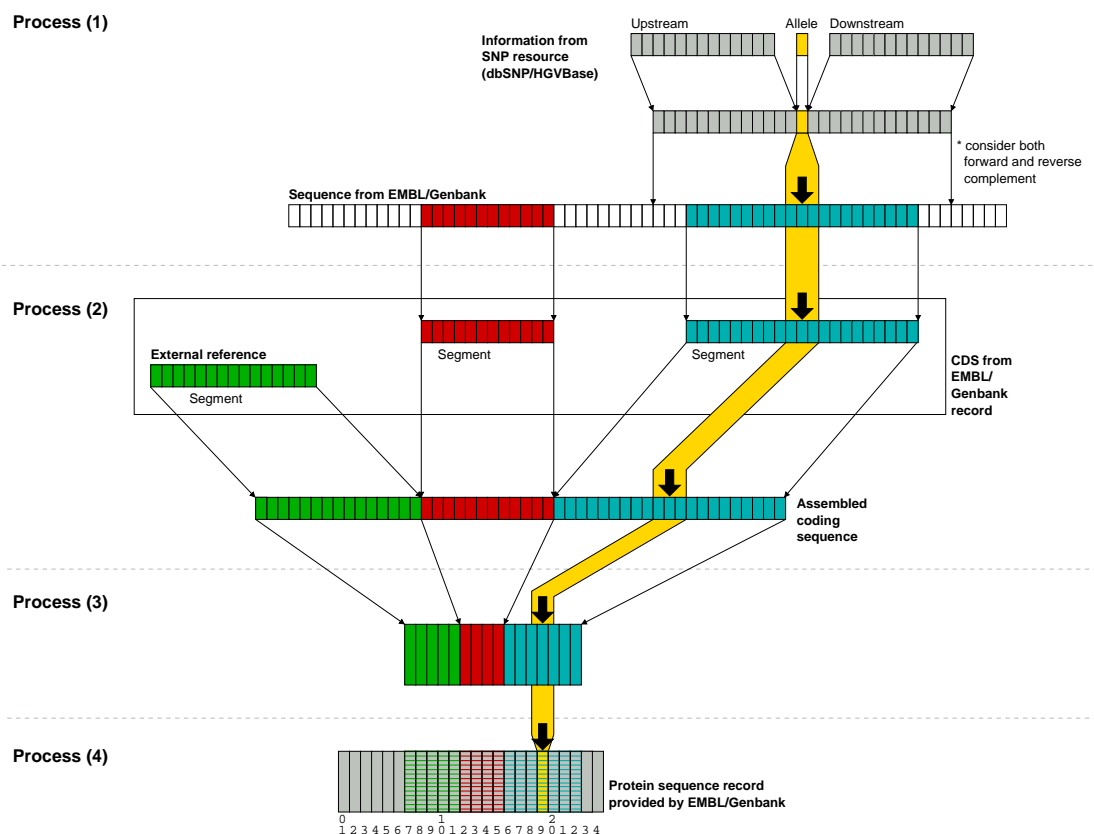 Process (1)
Upstream
Allele
Downstream
Information from
SNP resource
(dbSNP/HGVBase)
* consider both
forward and reverse
complement
Sequence from EMBL/Genbank
Process (2)
External reference
Segment
Segment
Segment
CDS from
EMBL/
Genbank
record
Assembled
coding
sequence
Process (3)
Process (4)
Protein sequence record
provided by EMBL/Genbank
0 1 2
1 2 3 4 5 6 7 8 9 0 1 2 3 4 5 6 7 8 9 0 1 2 3 4